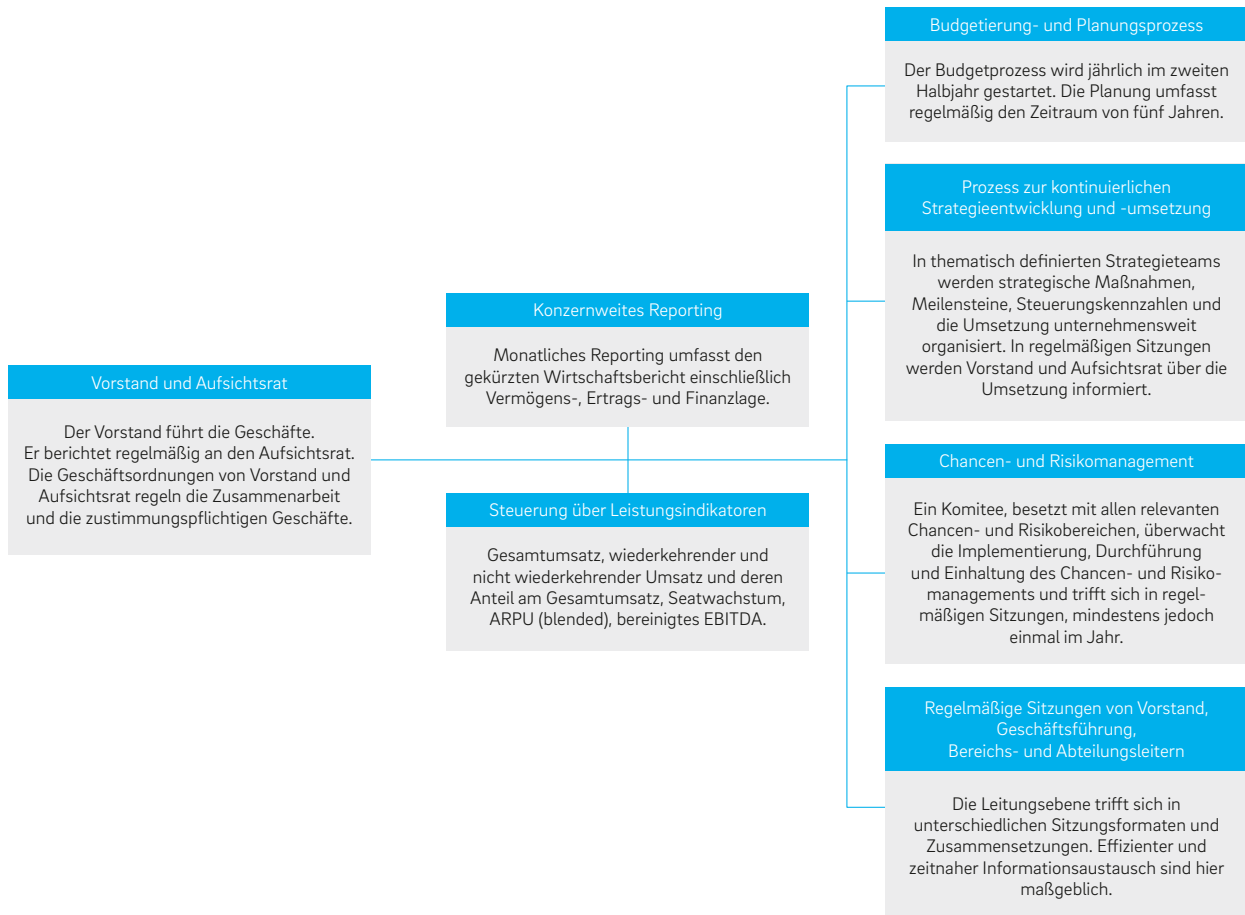 Vorstand und Aufsichtsrat
Der Vorstand führt die Geschäfte.
Er berichtet regelmäßig an den Aufsichtsrat.
Die Geschäftsordnungen von Vorstand und
Aufsichtsrat regeln die Zusammenarbeit
und die zustimmungspflichtigen Geschäfte.
Konzernweites Reporting
Monatliches Reporting umfasst den
gekürzten Wirtschaftsbericht einschließlich
Vermögens-, Ertrags- und Finanzlage.
Steuerung über Leistungsindikatoren
Gesamtumsatz, wiederkehrender und
nicht wiederkehrender Umsatz und deren
Anteil am Gesamtumsatz, Seatwachstum,
ARPU (blended), bereinigtes EBITDA.
Budgetierung- und Planungsprozess
Der Budgetprozess wird jährlich im zweiten
Halbjahr gestartet. Die Planung umfasst
regelmäßig den Zeitraum von fünf Jahren.
Prozess zur kontinuierlichen
Strategieentwicklung und -umsetzung
In thematisch definierten Strategieteams
werden strategische Maßnahmen,
Meilensteine, Steuerungskennzahlen und
die Umsetzung unternehmensweit
organisiert. In regelmäßigen Sitzungen
werden Vorstand und Aufsichtsrat über die
Umsetzung informiert.
Chancen- und Risikomanagement
Ein Komitee, besetzt mit allen relevanten
Chancen- und Risikobereichen, überwacht
die Implementierung, Durchführung
und Einhaltung des Chancen- und Risiko-
managements und trifft sich in regel-
mäßigen Sitzungen, mindestens jedoch
einmal im Jahr.
Regelmäßige Sitzungen von Vorstand,
Geschäftsführung,
Bereichs- und Abteilungsleitern
Die Leitungsebene trifft sich in
unterschiedlichen Sitzungsformaten und
Zusammensetzungen. Effizienter und
zeitnaher Informationsaustausch sind hier
maßgeblich.